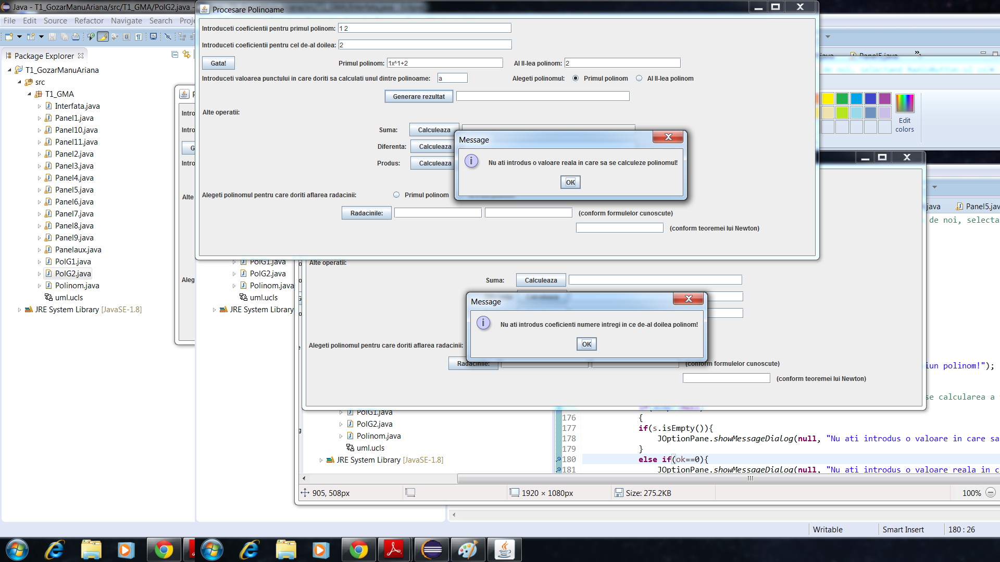 Java - T1_GozarManuAriana/src/T1_GMA/PolG2.java -
File Edit Source Refactor Navigate Search
Package Explorer
T1_GozarManuAriana
src
T1_GMA
Interfata.java
Panel1.java
Panel10.java
Panel11.java
Panel2.java
Panel3.java
Panel4.java
Panel5.java
Panel6.java
Panel7.java
Panel8.java
Panel9.java
Panelaux.java
PolG1.java
PolG2.java
Polinom.java
uml.ucls
JRE System Library [JavaSE-1.8]
Procesare Polinoame
Introduceti coeficientii pentru primul polinom: 1 2
Introduceti coeficientii pentru cel de-al doilea: 2
Gata! Primul polinom: 1x^1+2 Al II-lea polinom: 2
Introduceti valoarea punctului in care doriti sa calculati unul dintre polinoame: a Alegeti polinomul: Primul polinom Al II-lea polinom
Generare rezultat
Alte operatii:
Suma: Calculeaza
Diferenta: Calculeaza
Produs: Calculeaza
Alegeti polinomul pentru care doriti aflarea radacinii: Primul polinom
Radacinile: (conform formulelor cunoscute)
(conform teoremei lui Newton)
Message
Nu ati introdus o valoare reala in care sa se calculeze polinomul!
OK
Edit
colors
Panel5.java
Intro
Intro
Intro
Alte
Aleg
PolG1.java
PolG2.java
Polinom.java
uml.ucls
JRE System Library
Alte operatii:
Suma: Calculeaza
Message
Nu ati introdus coeficienti numere intregi in ce de-al doilea polinom!
OK
Alegeti polinomul pentru care doriti aflarea radacinii:
Radacinile: (conform formulelor cunoscute)
(conform teoremei lui Newton)
java Panel5.jav
de noi, selecta
iun polinom!");
se calcularea a
PolG1.java
PolG2.java
Polinom.java
uml.ucls
JRE System Library [JavaSE-1.8]
176 {
177 if(s.isEmpty()){
178 JOptionPane.showMessageDialog(null, "Nu ati introdus o valoare in care sa
179 }
180 else if(ok==0){
181 JOptionPane.showMessageDialog(null, "Nu ati introdus o valoare reala in c
905, 508px 1920 × 1080px Size: 275.2KB 100%
Writable Smart Insert 180 : 26